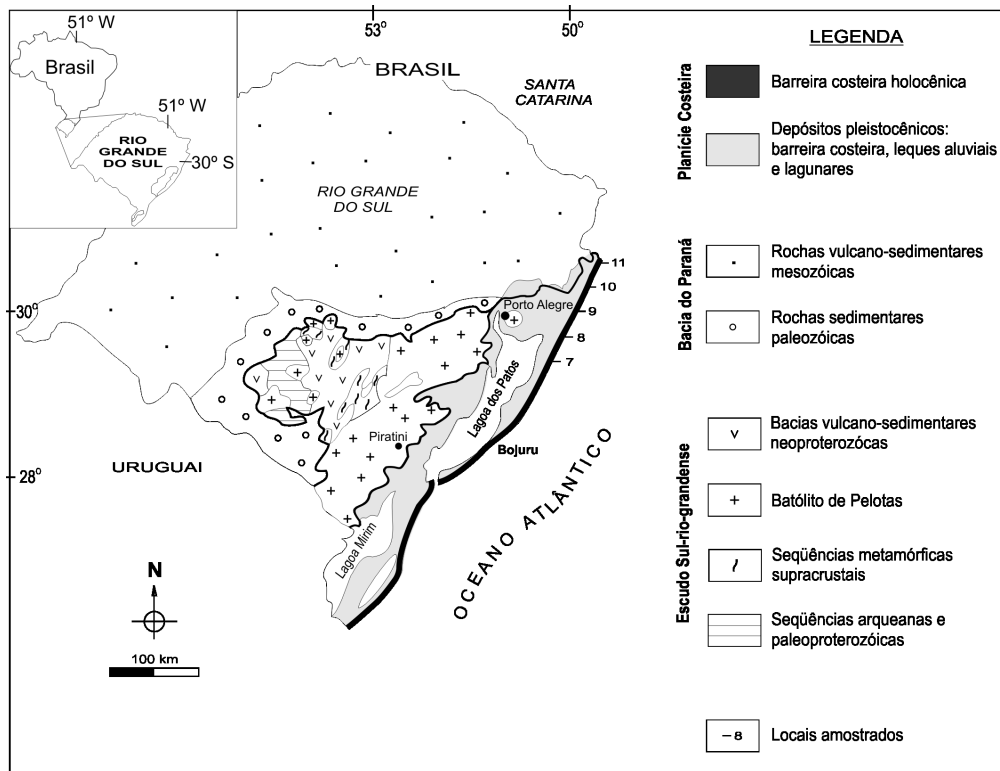 53º
50º
51º W
Brasil
51º W
RIO
GRANDE
DO SUL
30º S
BRASIL
SANTA
CATARINA
RIO GRANDE
DO SUL
11
10
9
8
7
30º
Porto Alegre
Lagoa dos Patos
Piratini
Bojuru
28º
URUGUAI
Lagoa Mirim
OCEANO ATLÂNTICO
N
100 km
LEGENDA
Planície Costeira
Barreira costeira holocênica
Depósitos pleistocênicos:
barreira costeira, leques aluviais
e lagunares
Bacia do Paraná
Rochas vulcano-sedimentares
mesozóicas
Rochas sedimentares
paleozóicas
Escudo Sul-rio-grandense
Bacias vulcano-sedimentares
neoproterozócas
Batólito de Pelotas
Seqüências metamórficas
supracrustais
Seqüências arqueanas e
paleoproterozóicas
8
Locais amostrados